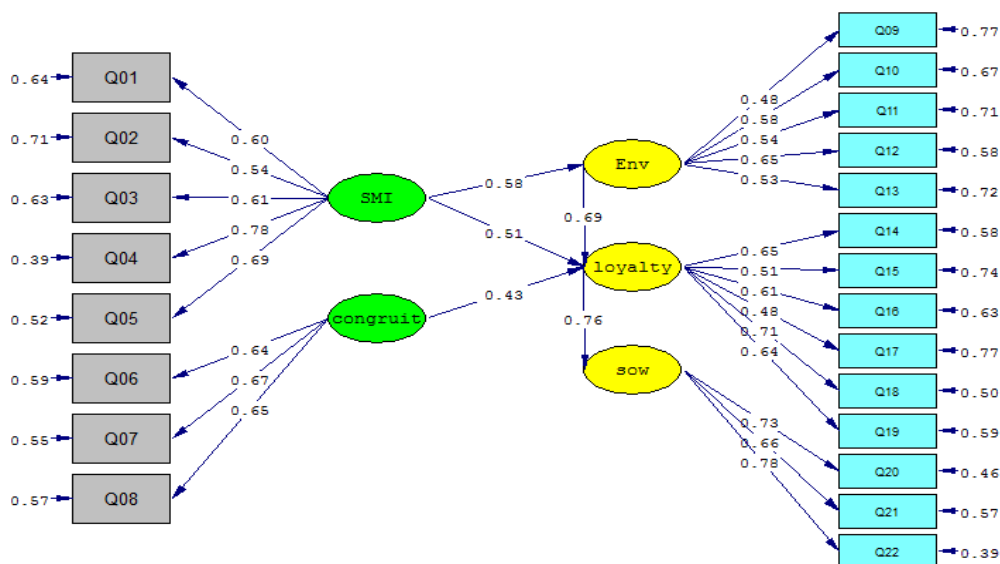 0.64 Q01
0.71 Q02
0.63 Q03
0.39 Q04
0.52 Q05
0.59 Q06
0.55 Q07
0.57 Q08
0.60
0.54
0.61
0.78
0.69
0.64
0.67
0.65
SMI
congruit
0.58
0.51
0.43
Env
0.69
loyalty
0.76
sow
0.48
0.58
0.54
0.65
0.53
0.65
0.51
0.61
0.48
0.71
0.64
0.73
0.66
0.78
Q09 0.77
Q10 0.67
Q11 0.71
Q12 0.58
Q13 0.72
Q14 0.58
Q15 0.74
Q16 0.63
Q17 0.77
Q18 0.50
Q19 0.59
Q20 0.46
Q21 0.57
Q22 0.39